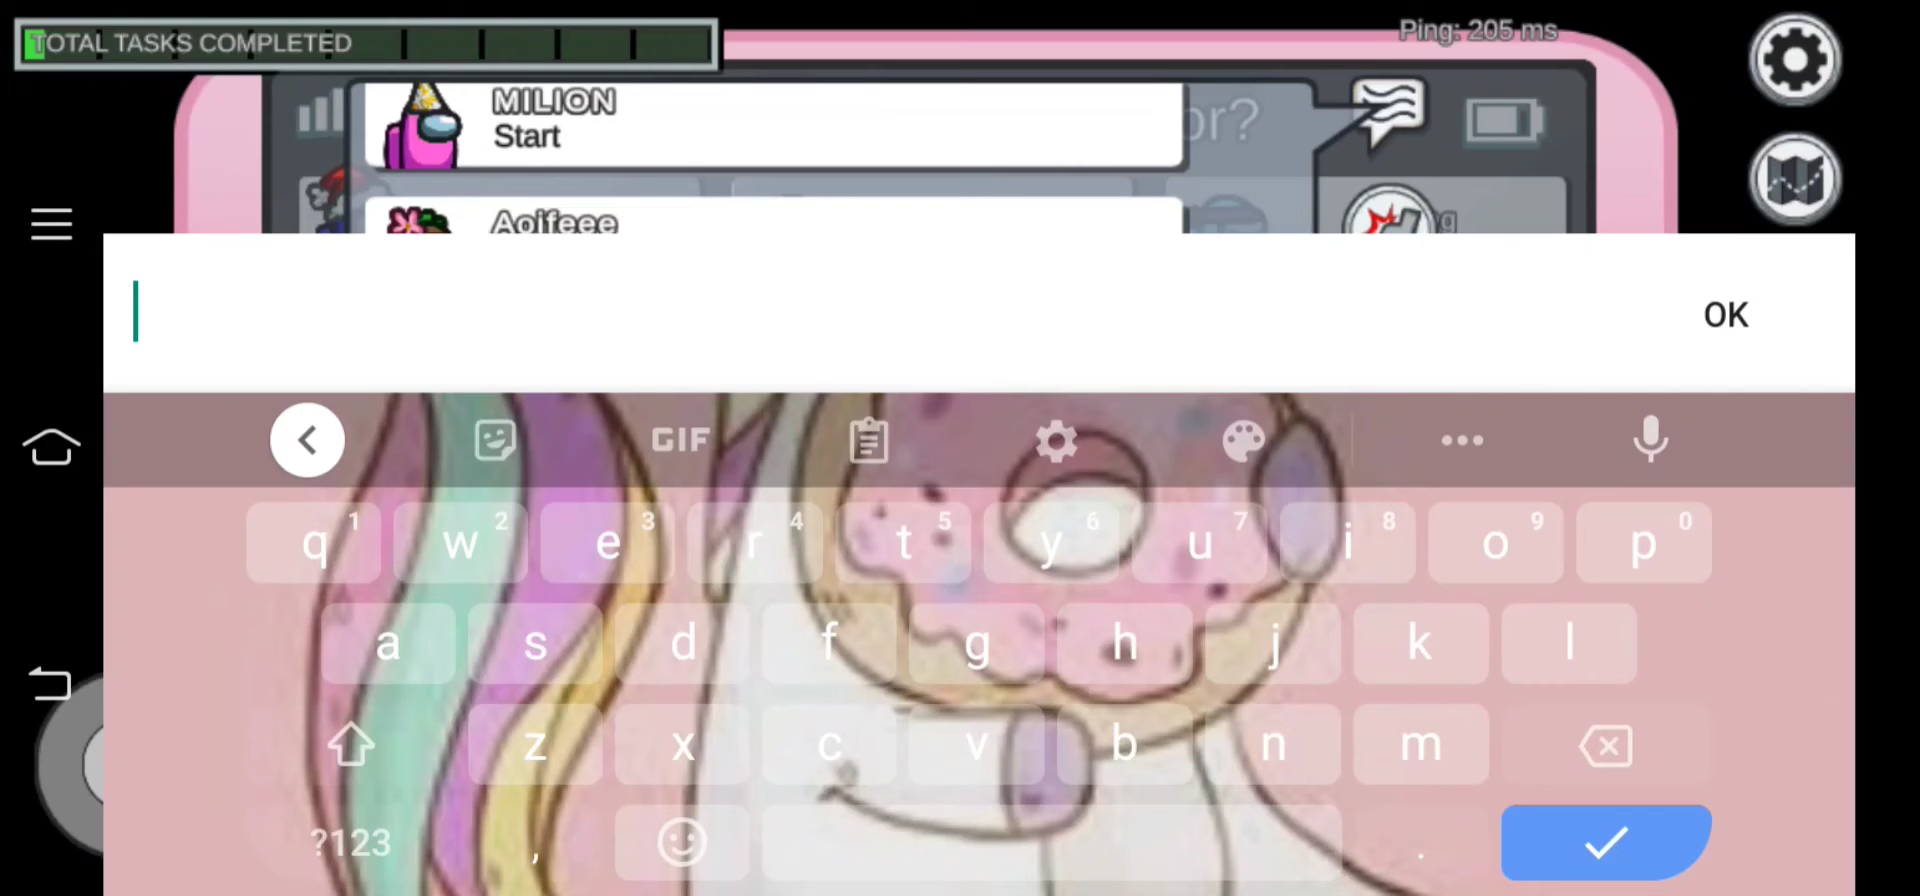 TOTAL TASKS COMPLETED
Ping: 205 ms
MILION
or?
Start
Aoifeee
g
OK
GIF
q 1 w 2 e 3 r 4 t 5 y 6 u 7 i 8 o 9 p 0
a s d f g h j k l
z x c v b n m
?123 , .